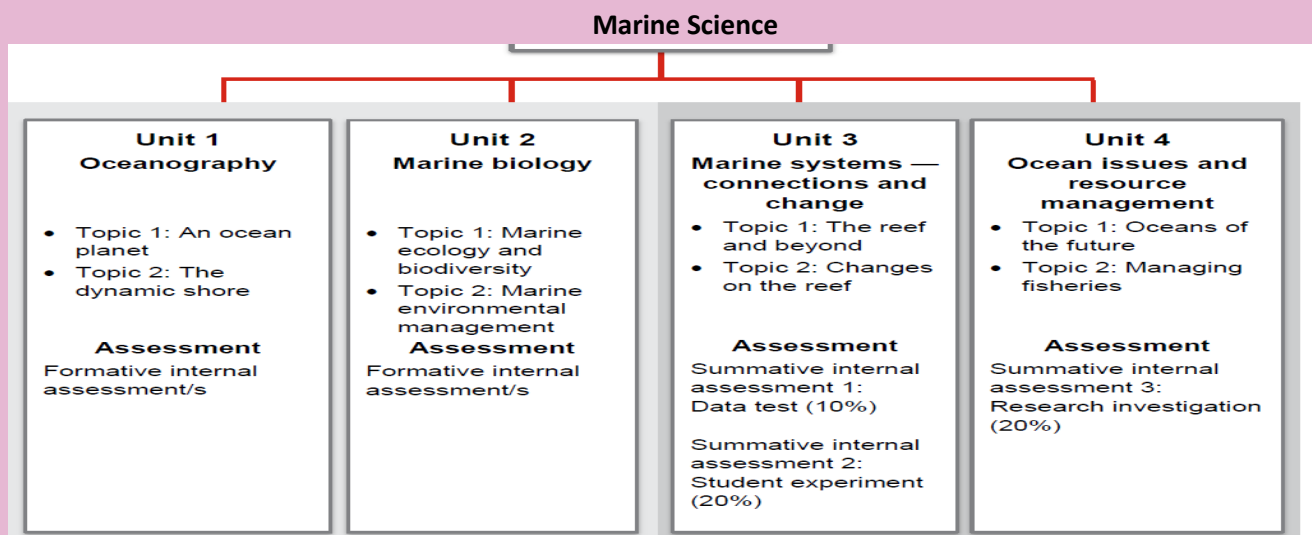 Marine Science
Unit 1
Oceanography
• Topic 1: An ocean
planet
• Topic 2: The
dynamic shore
Assessment
Formative internal
assessment/s
Unit 2
Marine biology
• Topic 1: Marine
ecology and
biodiversity
• Topic 2: Marine
environmental
management
Assessment
Formative internal
assessment/s
Unit 3
Marine systems —
connections and
change
• Topic 1: The reef
and beyond
• Topic 2: Changes
on the reef
Assessment
Summative internal
assessment 1:
Data test (10%)
Summative internal
assessment 2:
Student experiment
(20%)
Unit 4
Ocean issues and
resource
management
• Topic 1: Oceans of
the future
• Topic 2: Managing
fisheries
Assessment
Summative internal
assessment 3:
Research investigation
(20%)